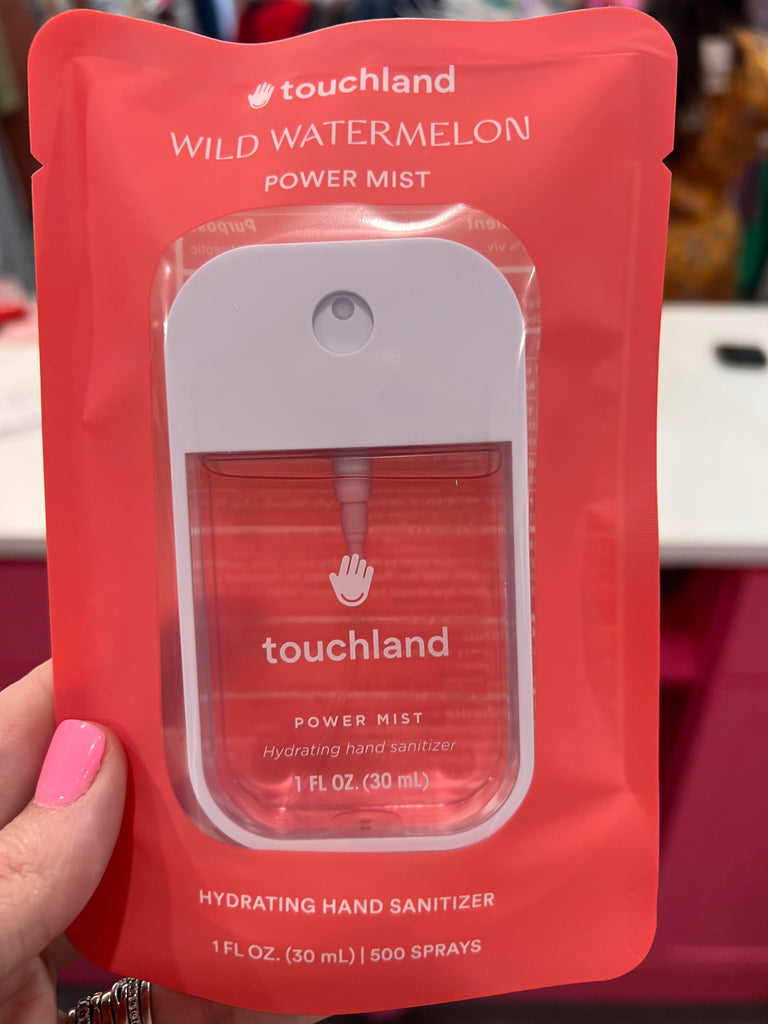 touchland
WILD WATERMELON
POWER MIST
touchland
POWER MIST
Hydrating hand sanitizer
1 FL OZ. (30 mL)
HYDRATING HAND SANITIZER
1 FL OZ. (30 mL) | 500 SPRAYS